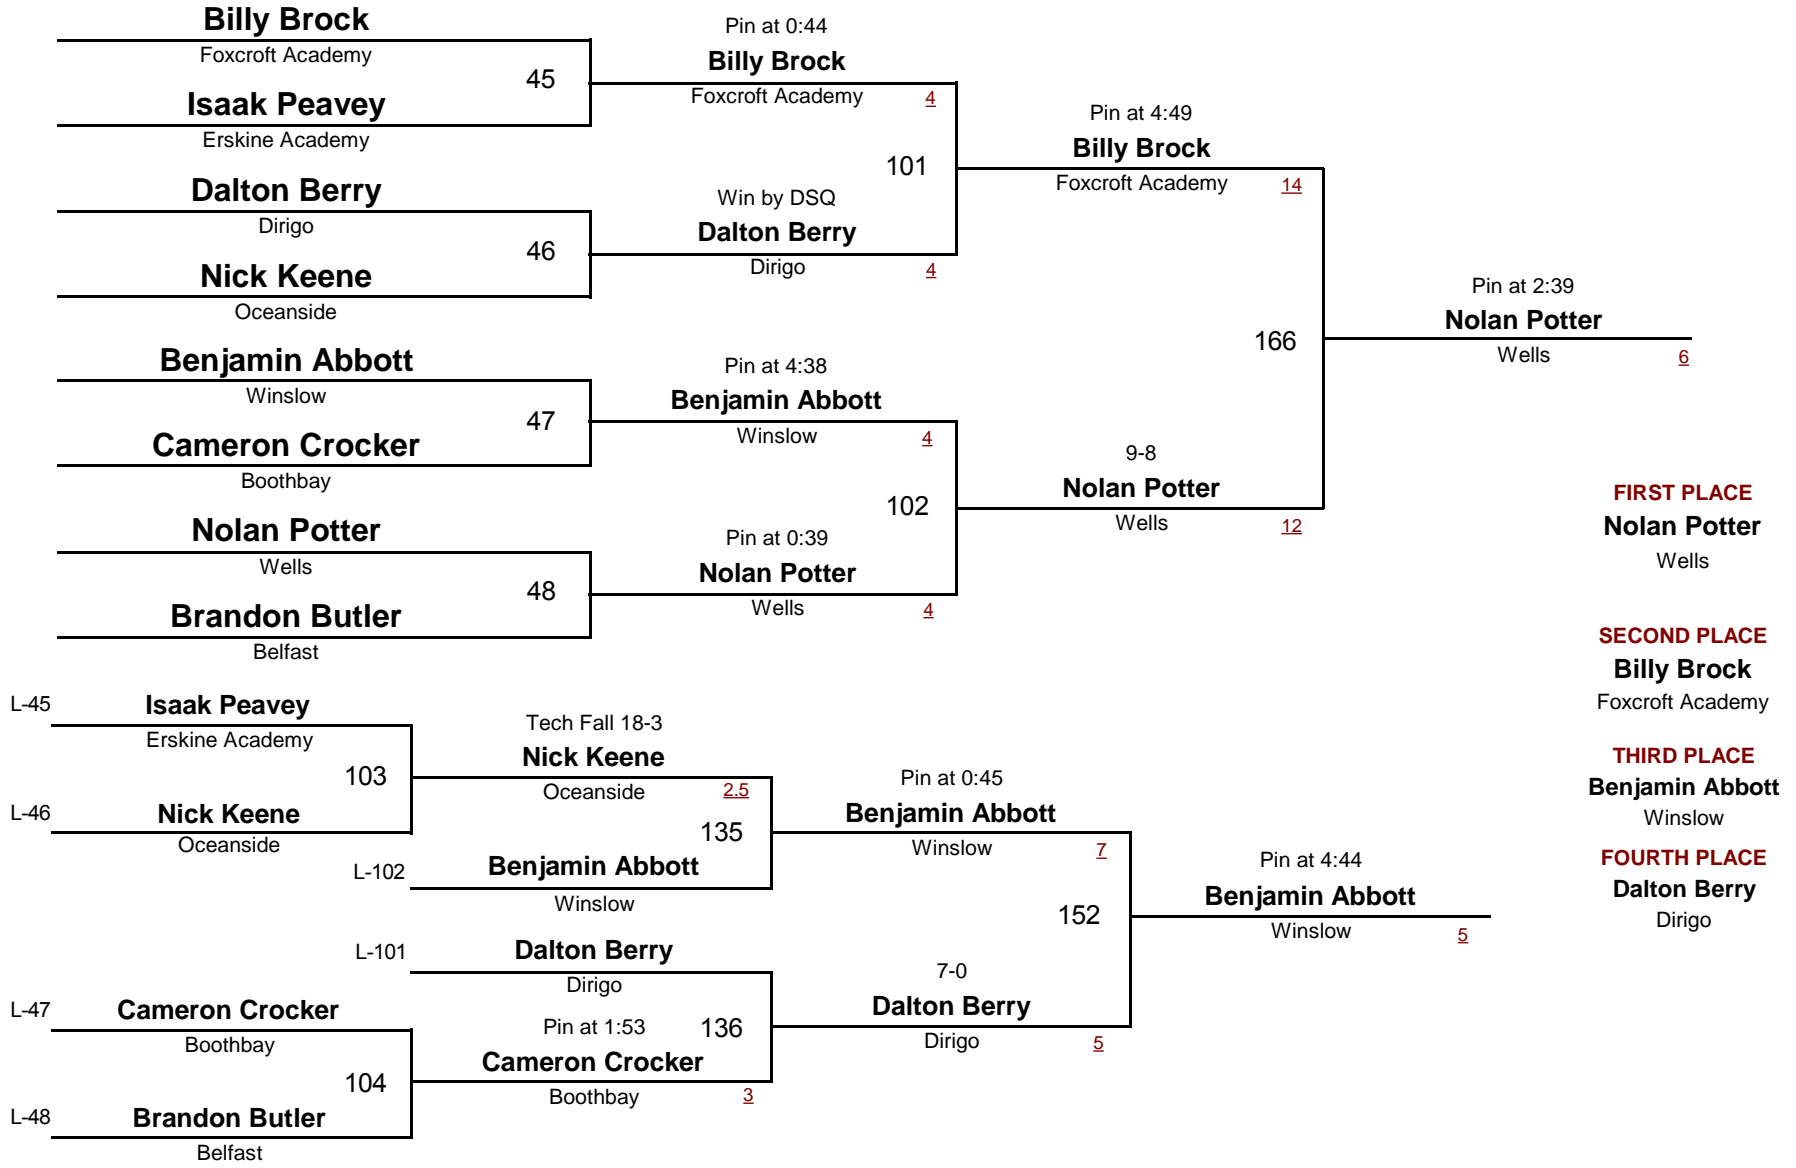 Billy Brock
Foxcroft Academy
45
Isaak Peavey
Erskine Academy
Dalton Berry
Dirigo
46
Nick Keene
Oceanside
Benjamin Abbott
Winslow
47
Cameron Crocker
Boothbay
Nolan Potter
Wells
48
Brandon Butler
Belfast
Pin at 0:44
Billy Brock
Foxcroft Academy 4
101
Win by DSQ
Dalton Berry
Dirigo 4
Pin at 4:38
Benjamin Abbott
Winslow 4
102
Pin at 0:39
Nolan Potter
Wells 4
Pin at 4:49
Billy Brock
Foxcroft Academy 14
166
9-8
Nolan Potter
Wells 12
Pin at 2:39
Nolan Potter
Wells 6
FIRST PLACE
Nolan Potter
Wells
SECOND PLACE
Billy Brock
Foxcroft Academy
THIRD PLACE
Benjamin Abbott
Winslow
FOURTH PLACE
Dalton Berry
Dirigo
L-45 Isaak Peavey
Erskine Academy
103
L-46 Nick Keene
Oceanside
Tech Fall 18-3
Nick Keene
Oceanside 2.5
135
L-102 Benjamin Abbott
Winslow
L-101 Dalton Berry
Dirigo
Pin at 1:53 136
Cameron Crocker
Boothbay 3
L-47 Cameron Crocker
Boothbay
104
L-48 Brandon Butler
Belfast
Pin at 0:45
Benjamin Abbott
Winslow 7
152
7-0
Dalton Berry
Dirigo 5
Pin at 4:44
Benjamin Abbott
Winslow 5